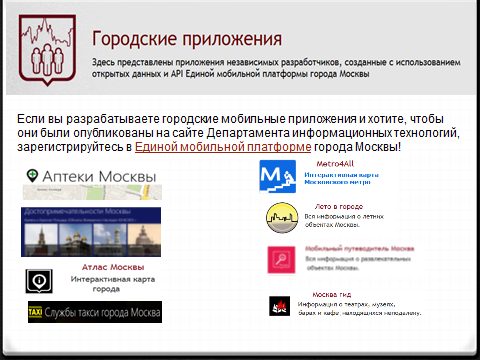 Городские приложения
Здесь представлены приложения независимых разработчиков, созданные с использованием
открытых данных и API Единой мобильной платформы города Москвы
Если вы разрабатываете городские мобильные приложения и хотите, чтобы
они были опубликованы на сайте Департамента информационных технологий,
зарегистрируйтесь в Единой мобильной платформе города Москвы!
Аптеки Москвы
Достопримечательности Москвы
Атлас Москвы
Интерактивная карта
города
TAXI Службы такси города Москва
Metro4All
Интерактивная карта
Московского метро
Лето в городе
Вся информация о летних
объектах Москвы.
Мобильный путеводитель Москва
Вся информация о развлекательных
объектах Москвы.
Москва гид
Информация о театрах, музеях,
барах и кафе, находящихся неподалеку.